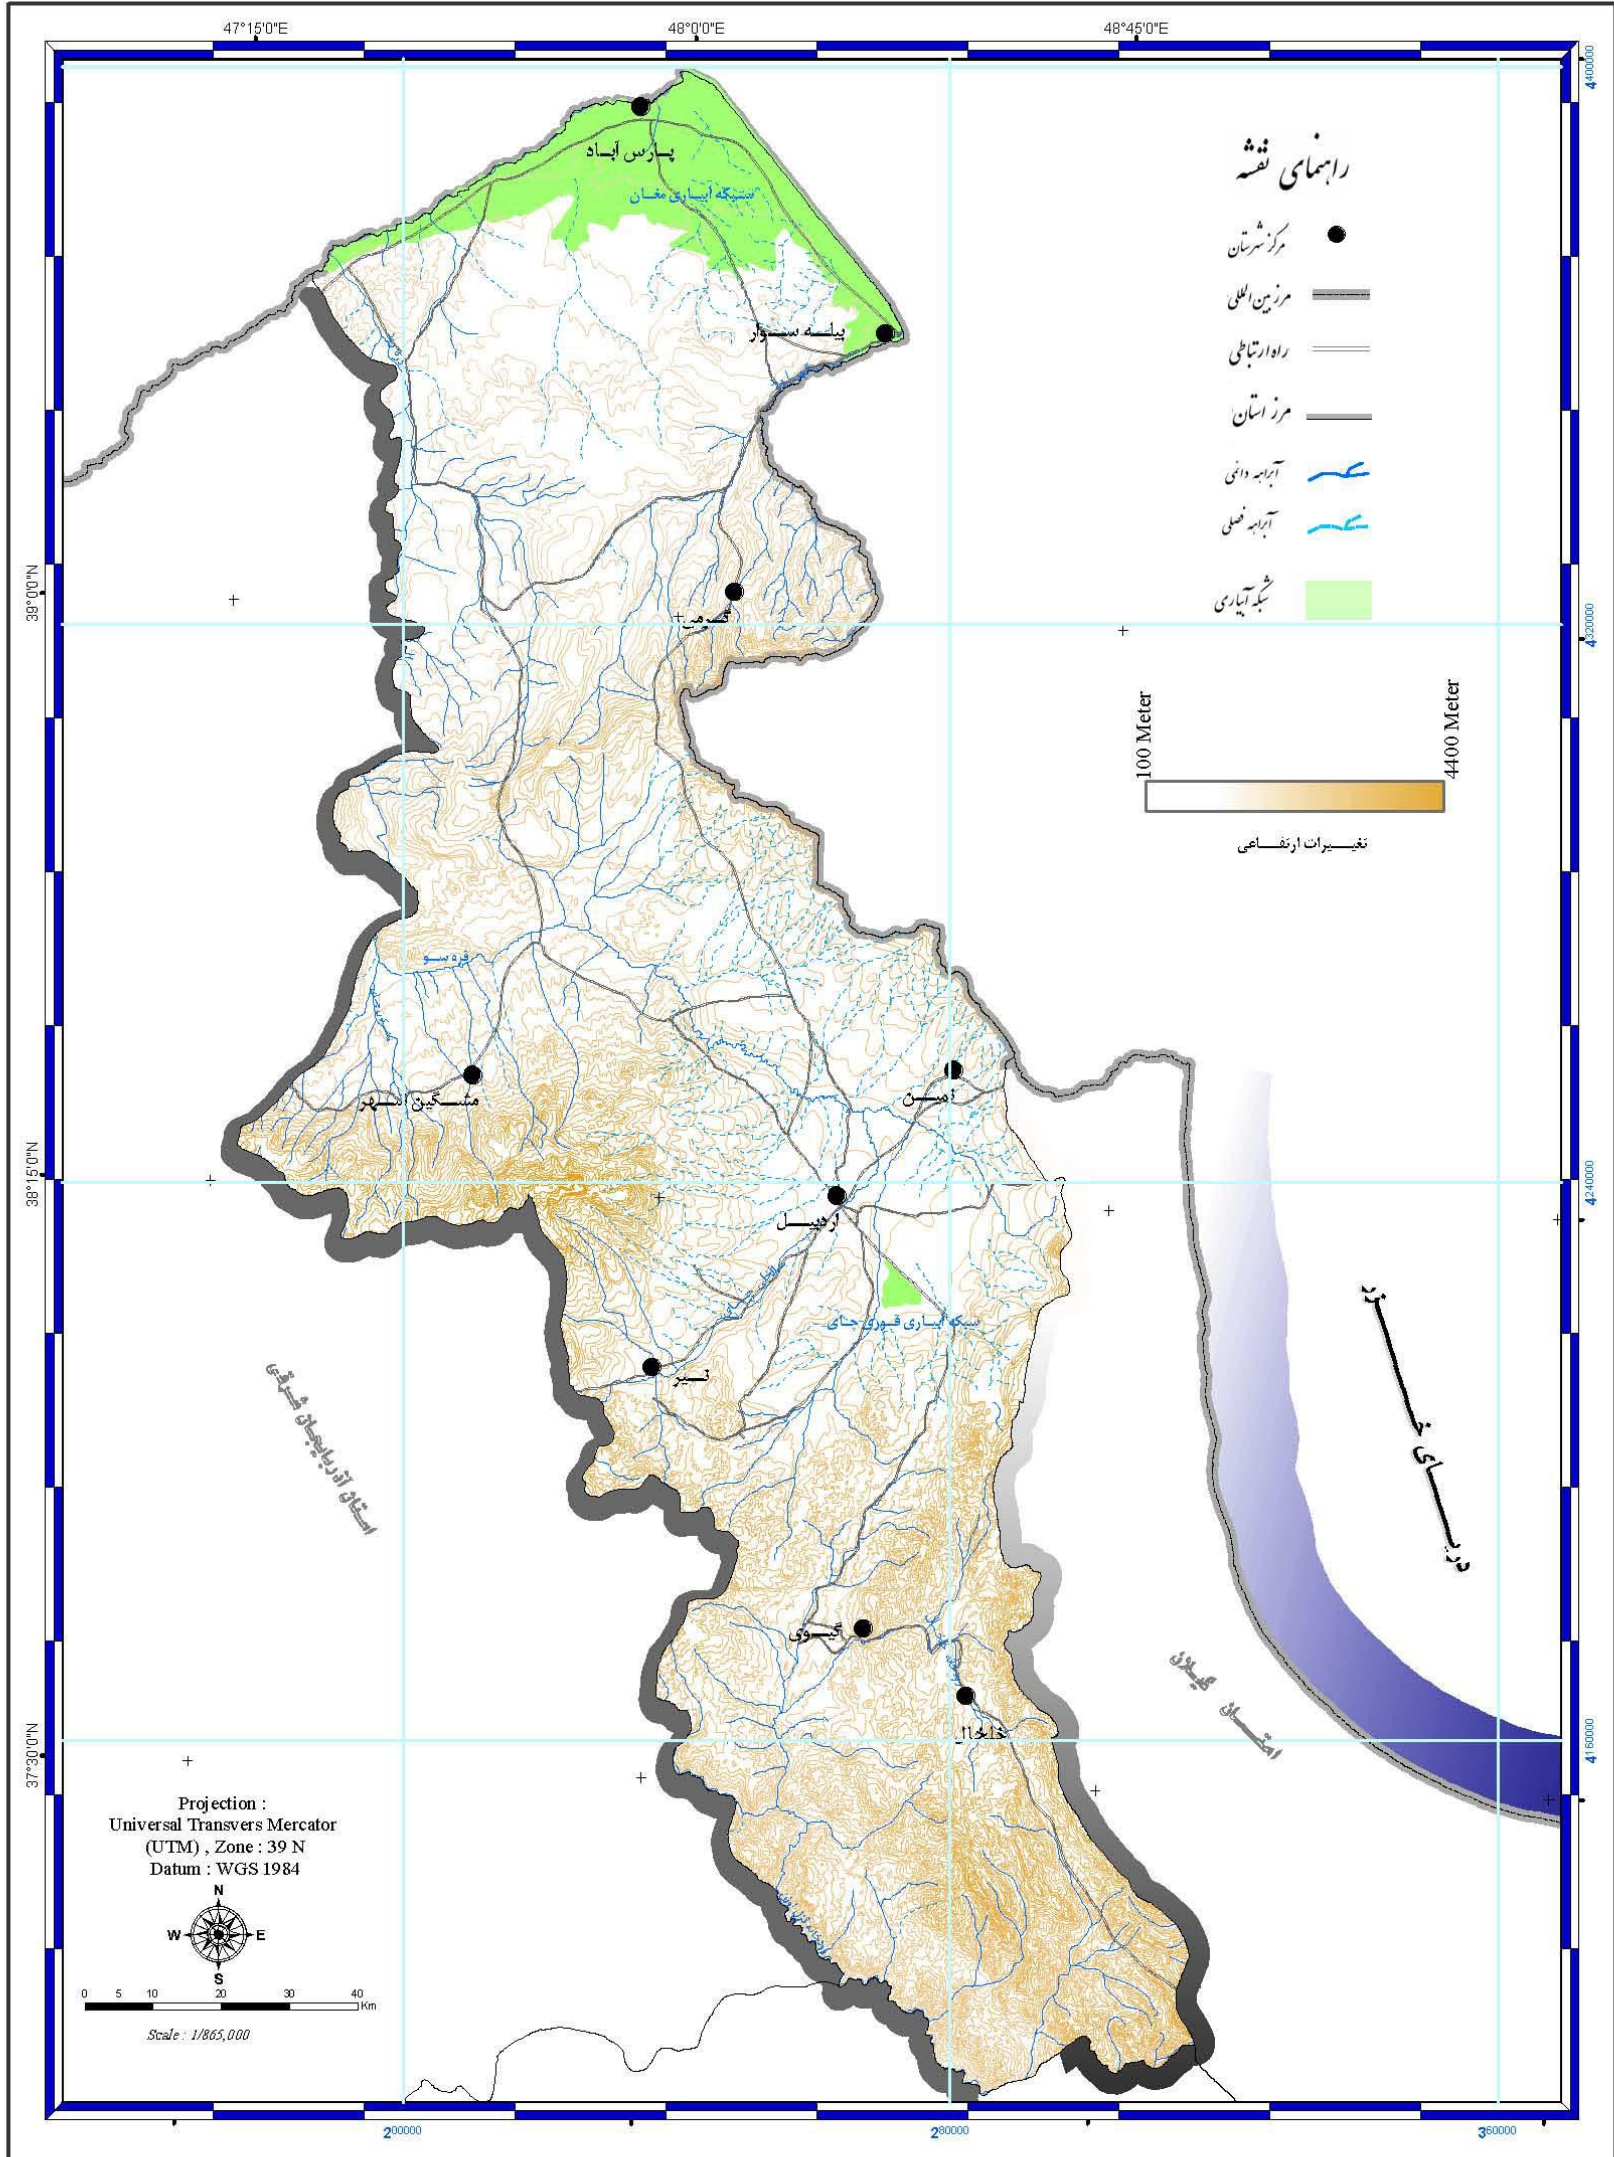 47°15'0"E
48°0'0"E
48°45'0"E
4400000
راهنمای نقشه
مرکز شهرستان
مرز بین‌المللی
راه ارتباطی
مرز استان
آبراهه دائمی
آبراهه فصلی
شبکه آبیاری
پارس آباد
شبکه آبیاری مغان
بیله سوار
39°0'0"N
گرمی
4320000
100 Meter
4400 Meter
تغییرات ارتفاعی
قره سو
مشگین شهر
نمین
38°15'0"N
4240000
اردبیل
شبکه آبیاری قوری چای
نیر
استان آذربایجان شرقی
دریای خزر
گیوی
خلخال
استان گیلان
37°30'0"N
4160000
Projection :
Universal Transvers Mercator
(UTM) , Zone : 39 N
Datum : WGS 1984
N
W E
S
0 5 10 20 30 40
Km
Scale : 1/865,000
200000
280000
360000